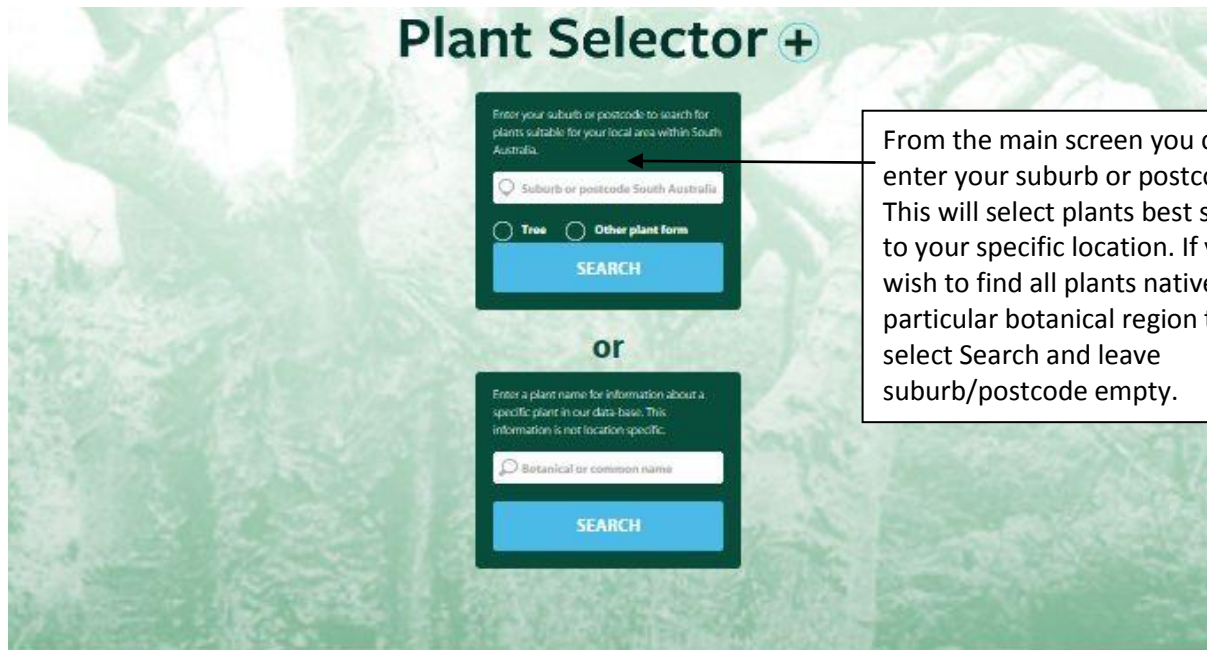 Plant Selector +
Enter your suburb or postcode to search for
plants suitable for your local area within South
Australia.
Suburb or postcode South Australia
Tree Other plant form
SEARCH
or
Enter a plant name for information about a
specific plant in our data-base. This
information is not location specific.
Botanical or common name
SEARCH
From the main screen you
enter your suburb or
This will select plants best
to your specific location. If
wish to find all plants
particular botanical region
select Search and leave
suburb/postcode empty.